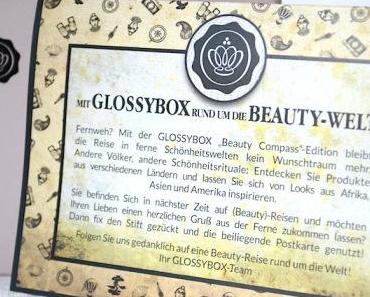 MIT GLOSSYBOX RUND UM DIE BEAUTY-WELT
Fernweh? Mit der GLOSSYBOX „Beauty Compass"-Edition bleibt
die Reise in ferne Schönheitswelten kein Wunschtraum mehr.
Andere Völker, andere Schönheitsrituale: Entdecken Sie Produkte
aus verschiedenen Ländern und lassen Sie sich von Looks aus Afrika,
Asien und Amerika inspirieren.
Sie befinden sich in nächster Zeit auf (Beauty)-Reisen und möchten
Ihren Lieben einen herzlichen Gruß aus der Ferne zukommen lassen?
Dann fix den Stift gezückt und die beiliegende Postkarte genutzt!
Folgen Sie uns gedanklich auf eine Beauty-Reise rund um die Welt!
Ihr GLOSSYBOX-Team